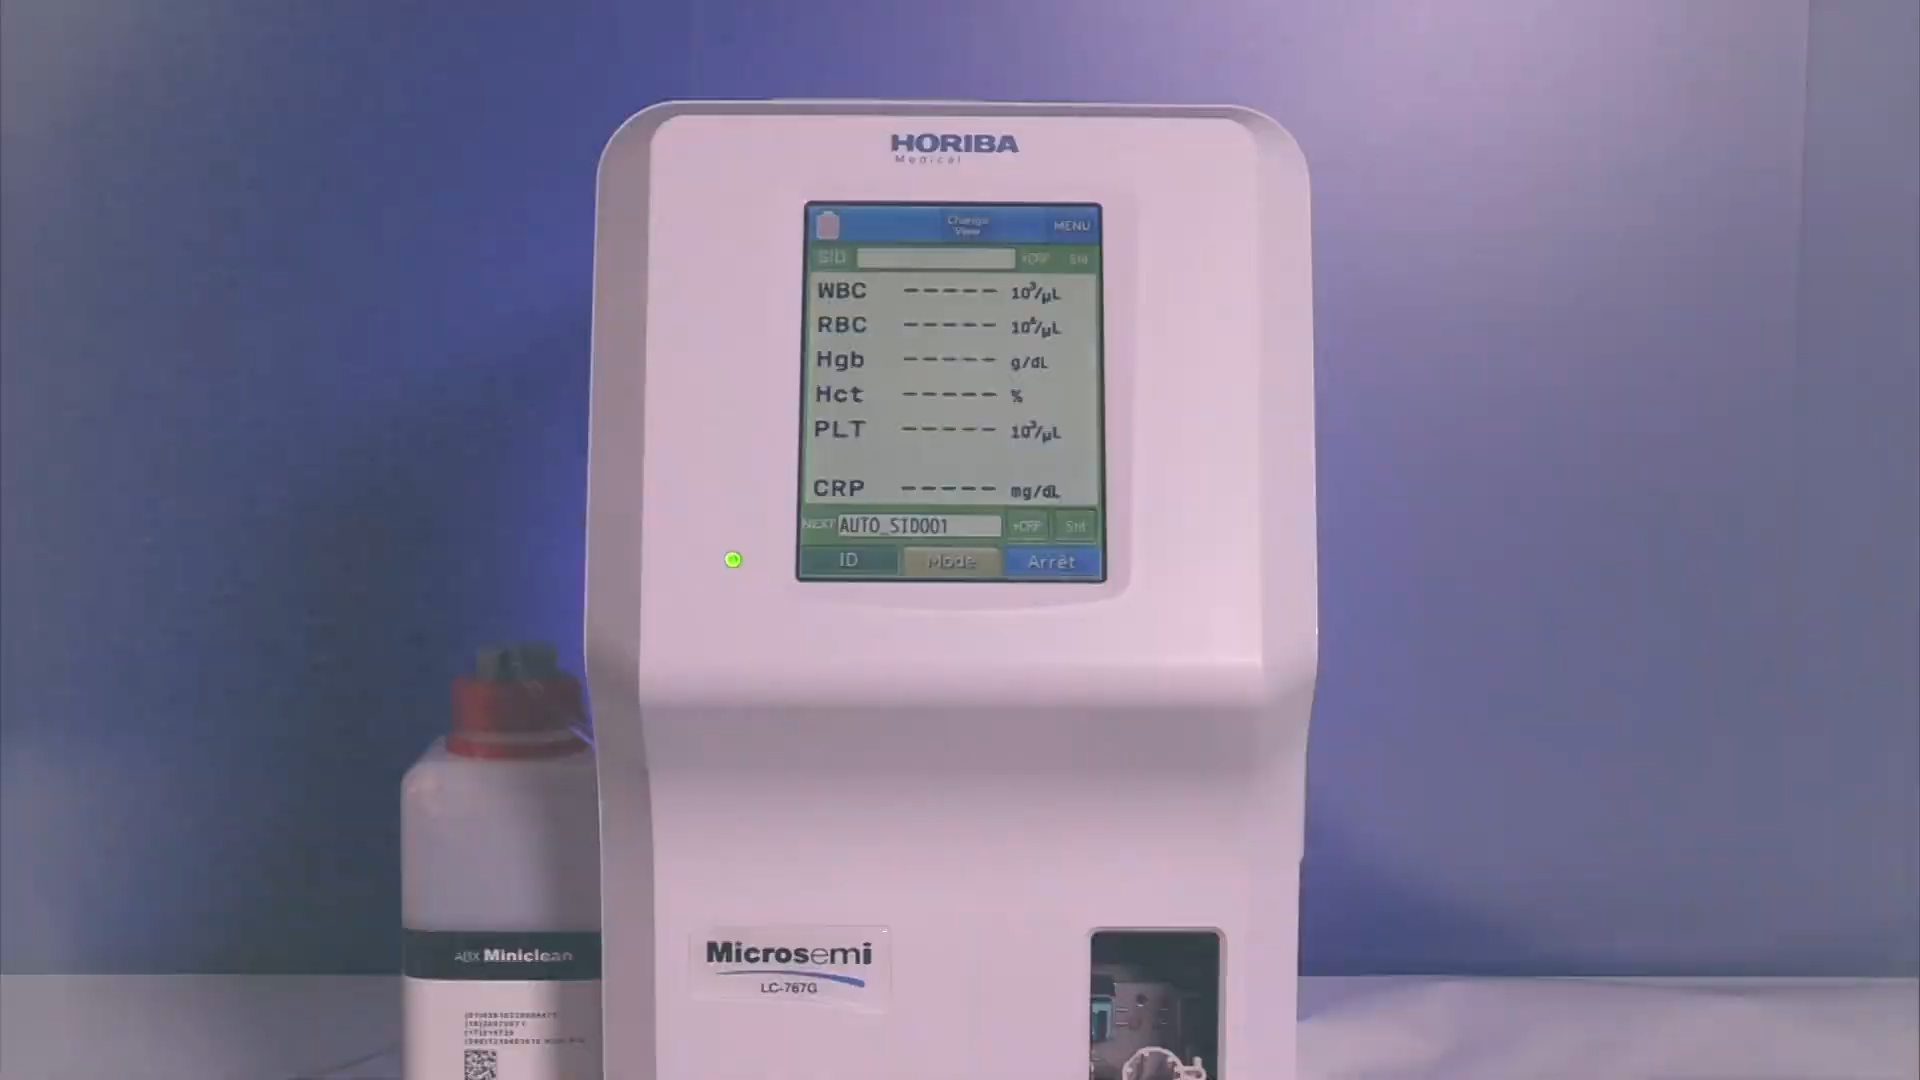 HORIBA
Medical
Change
View
MENU
SID
+CRP
Std
WBC ----- 10³/µL
RBC ----- 10⁶/µL
Hgb ----- g/dL
Hct ----- %
PLT ----- 10³/µL
CRP ----- mg/dL
NEXT AUTO_SID001 +CRP Std
ID
Mode
Arrêt
Microsemi
LC-767G
ABX Miniclean